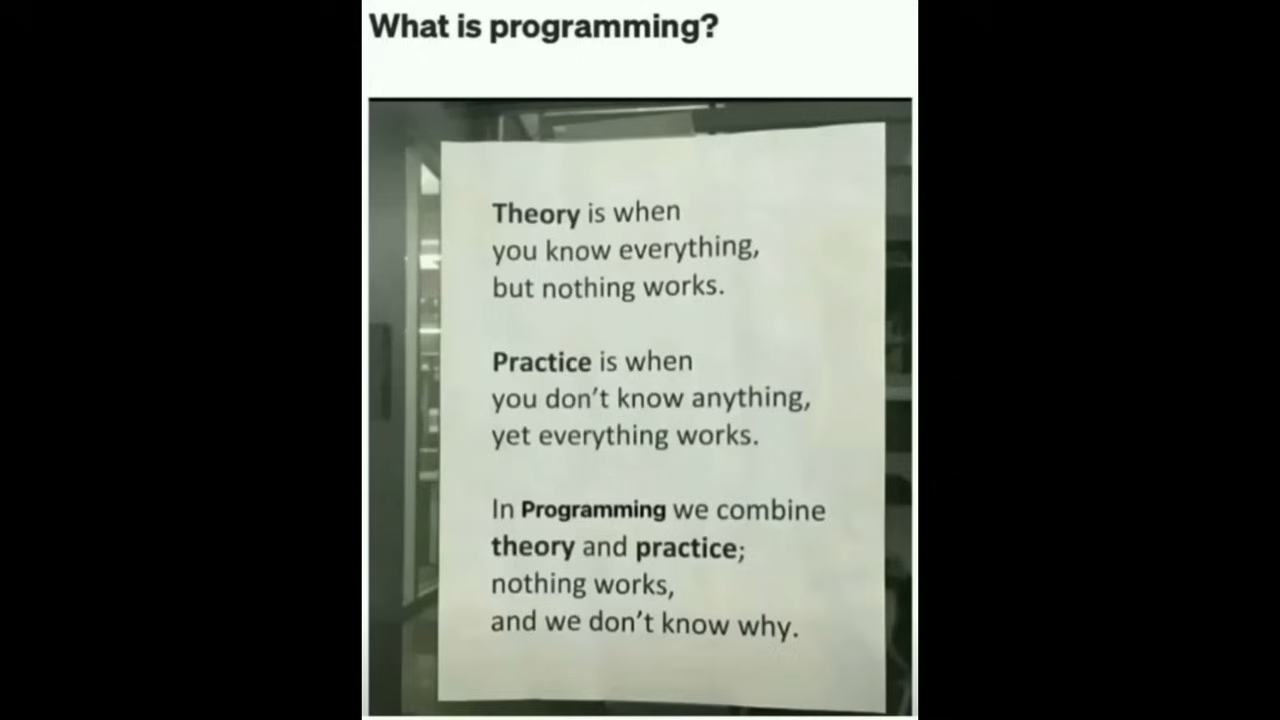 What is programming?
Theory is when
you know everything,
but nothing works.
Practice is when
you don't know anything,
yet everything works.
In Programming we combine
theory and practice;
nothing works,
and we don't know why.